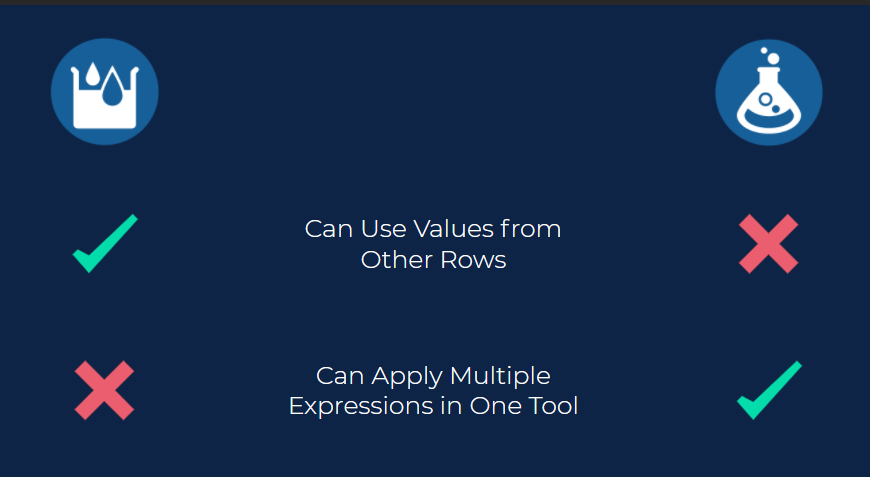 Can Use Values from
Other Rows
Can Apply Multiple
Expressions in One Tool